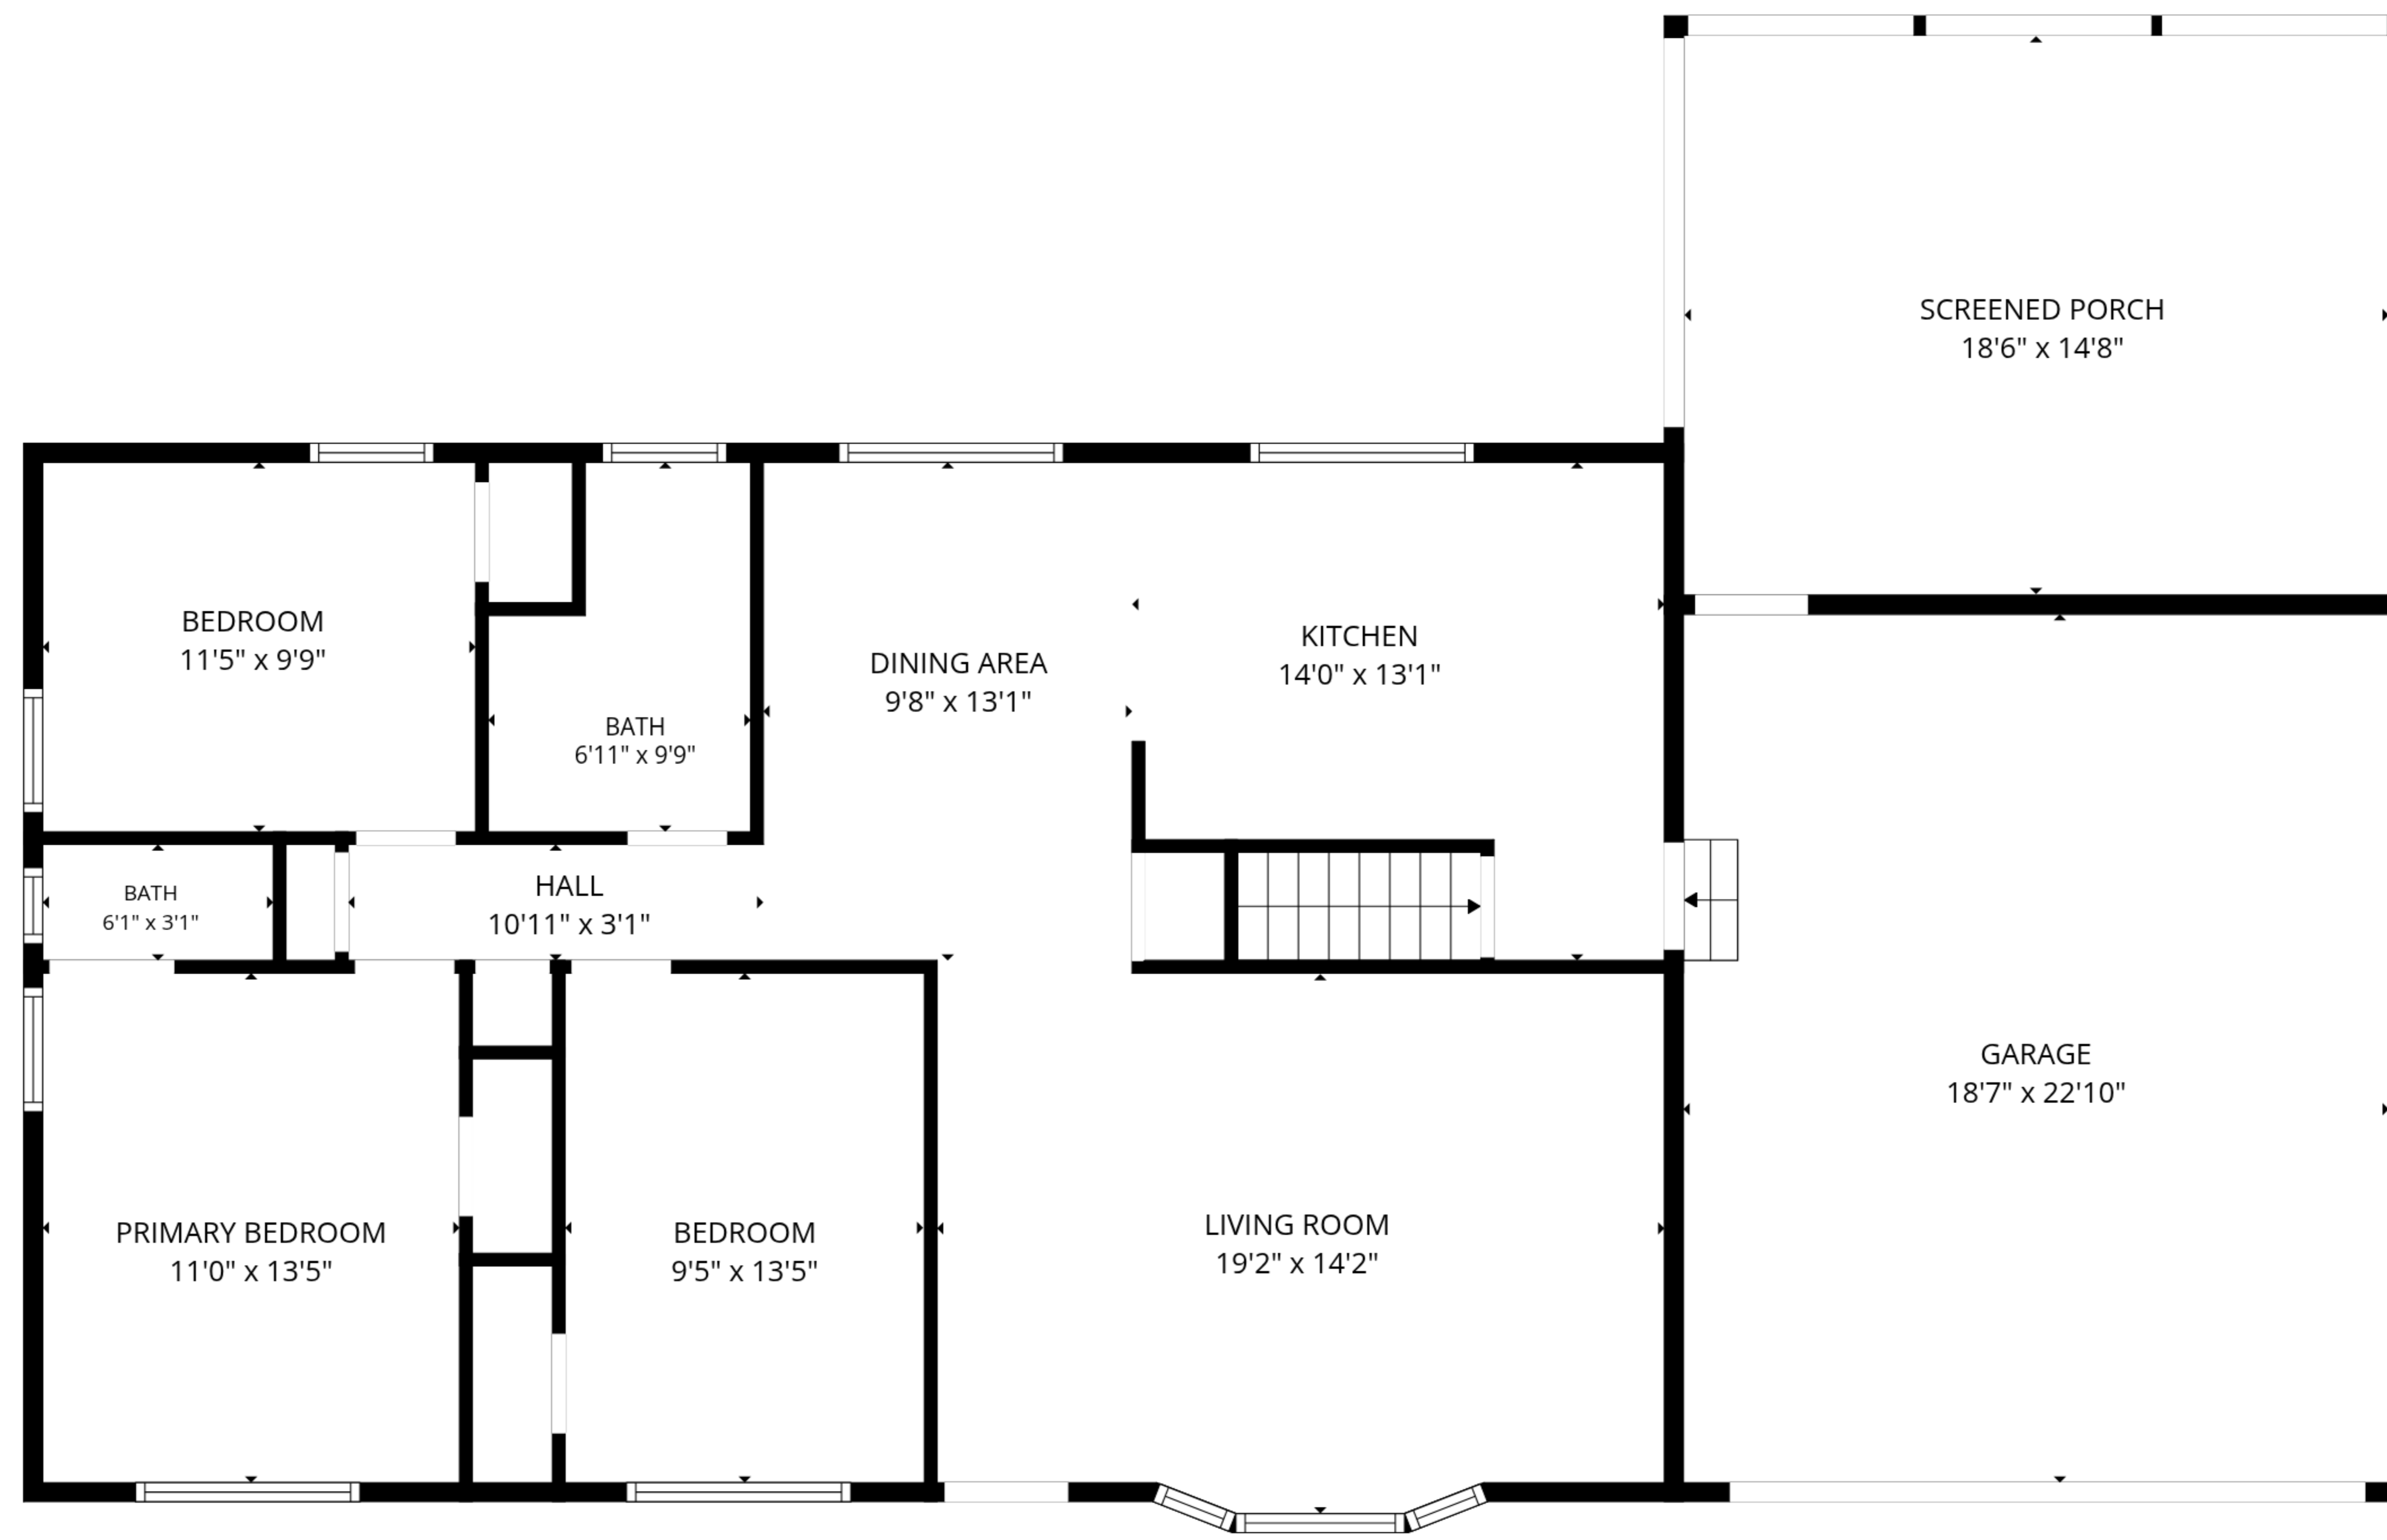 SCREENED PORCH
18'6" x 14'8"
BEDROOM
11'5" x 9'9"
BATH
6'11" x 9'9"
DINING AREA
9'8" x 13'1"
KITCHEN
14'0" x 13'1"
BATH
6'1" x 3'1"
HALL
10'11" x 3'1"
GARAGE
18'7" x 22'10"
PRIMARY BEDROOM
11'0" x 13'5"
BEDROOM
9'5" x 13'5"
LIVING ROOM
19'2" x 14'2"